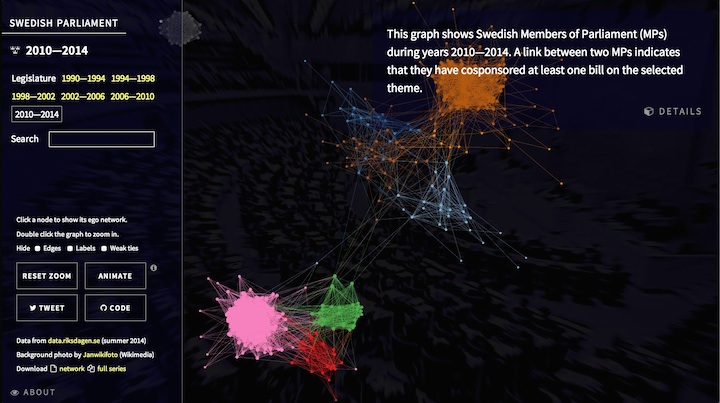 SWEDISH PARLIAMENT
2010—2014
Legislature 1990—1994 1994—1998
1998—2002 2002—2006 2006—2010
2010—2014
Search
Click a node to show its ego network.
Double click the graph to zoom in.
Hide Edges Labels Weak ties
RESET ZOOM ANIMATE
TWEET CODE
Data from data.riksdagen.se (summer 2014)
Background photo by Janwikifoto (Wikimedia)
Download network full series
ABOUT
This graph shows Swedish Members of Parliament (MPs)
during years 2010—2014. A link between two MPs indicates
that they have cosponsored at least one bill on the selected
theme.
DETAILS